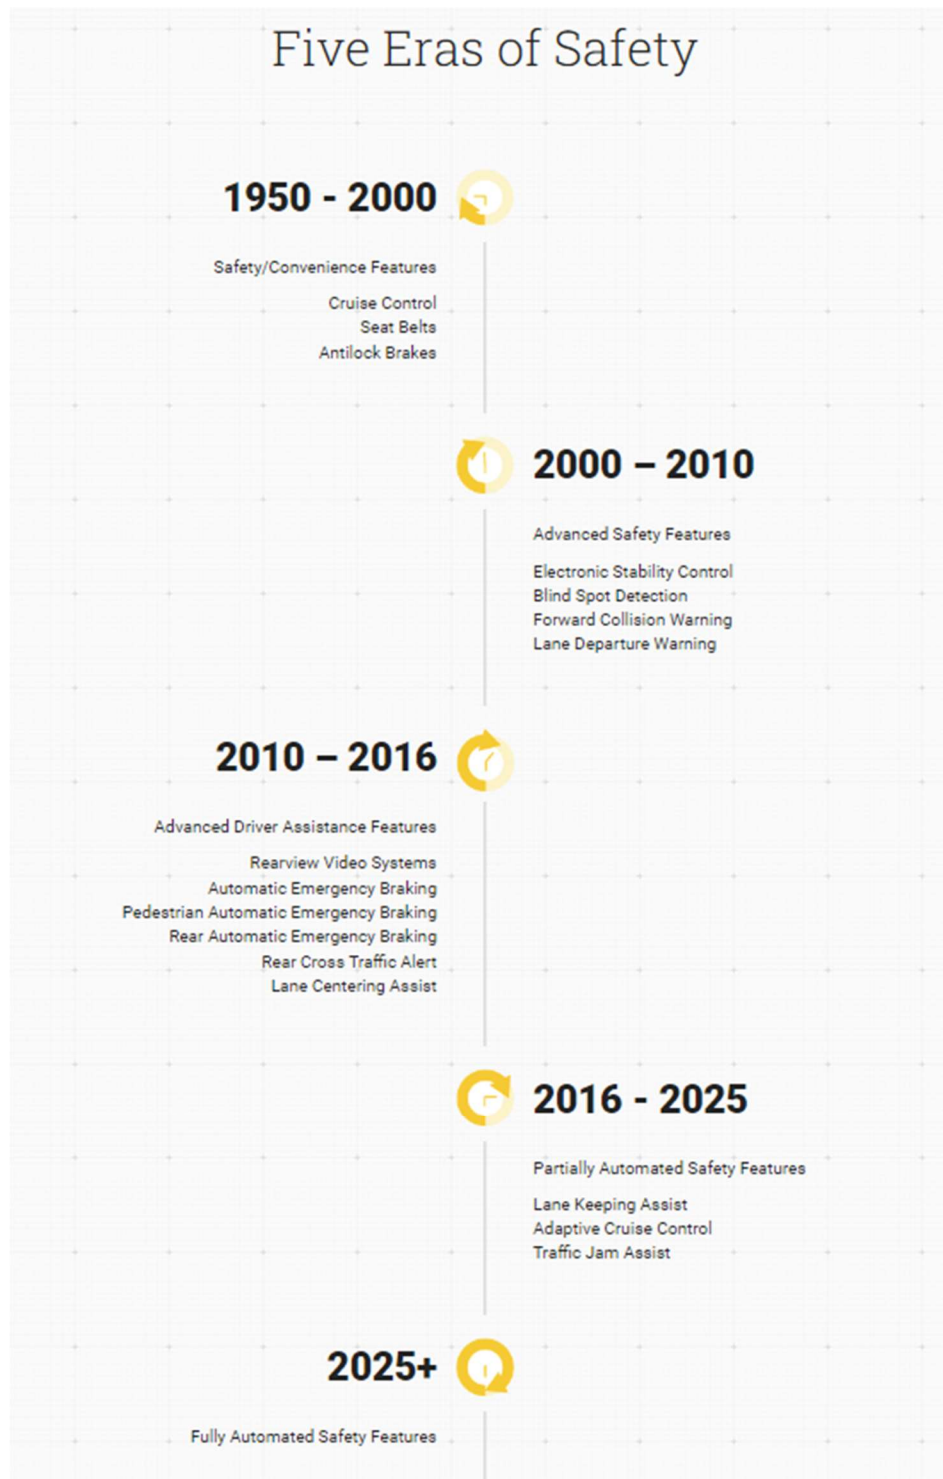 Five Eras of Safety
1950 - 2000
Safety/Convenience Features
Cruise Control
Seat Belts
Antilock Brakes
2000 – 2010
Advanced Safety Features
Electronic Stability Control
Blind Spot Detection
Forward Collision Warning
Lane Departure Warning
2010 – 2016
Advanced Driver Assistance Features
Rearview Video Systems
Automatic Emergency Braking
Pedestrian Automatic Emergency Braking
Rear Automatic Emergency Braking
Rear Cross Traffic Alert
Lane Centering Assist
2016 - 2025
Partially Automated Safety Features
Lane Keeping Assist
Adaptive Cruise Control
Traffic Jam Assist
2025+
Fully Automated Safety Features